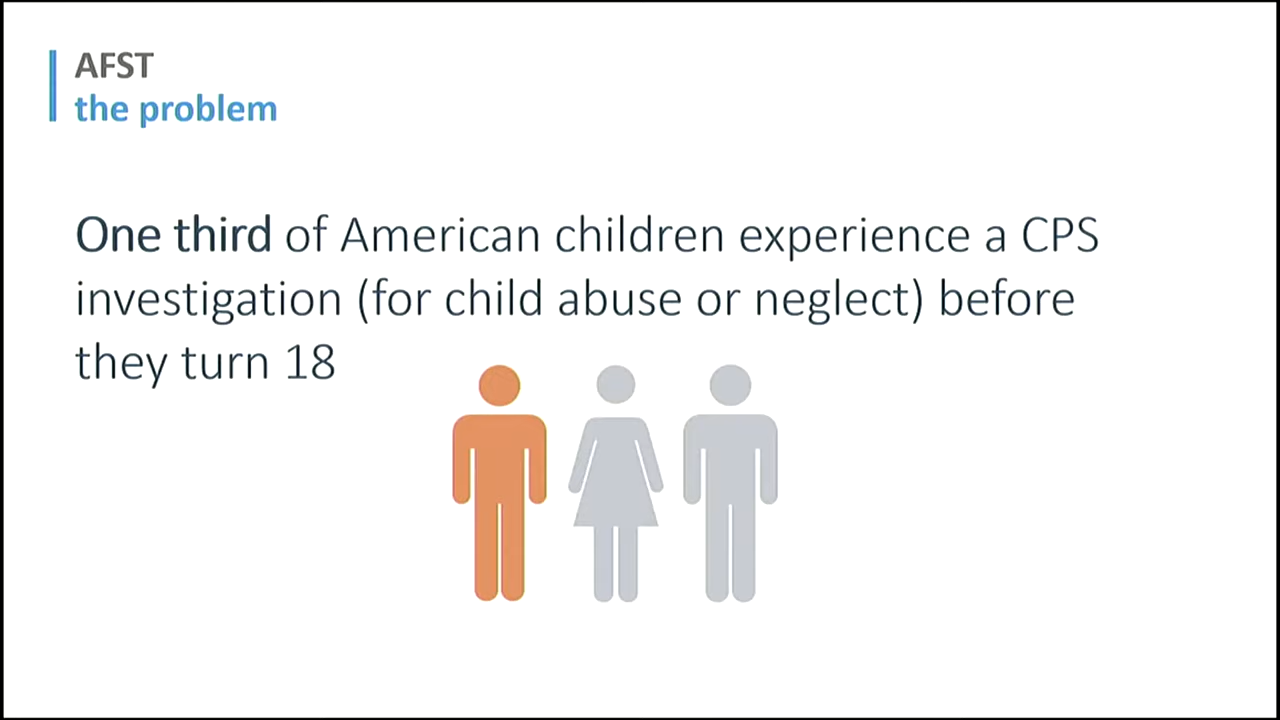 AFST
the problem
One third of American children experience a CPS
investigation (for child abuse or neglect) before
they turn 18